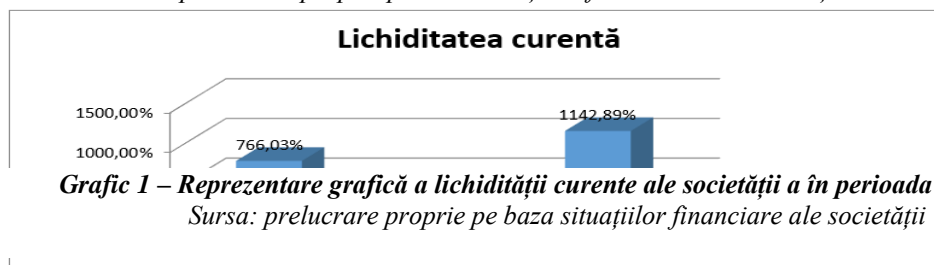 Lichiditatea curentă
1500,00%
1142,89%
766,03%
1000,00%
Grafic 1 – Reprezentare grafică a lichidității curente ale societății a în perioada
Sursa: prelucrare proprie pe baza situațiilor financiare ale societății